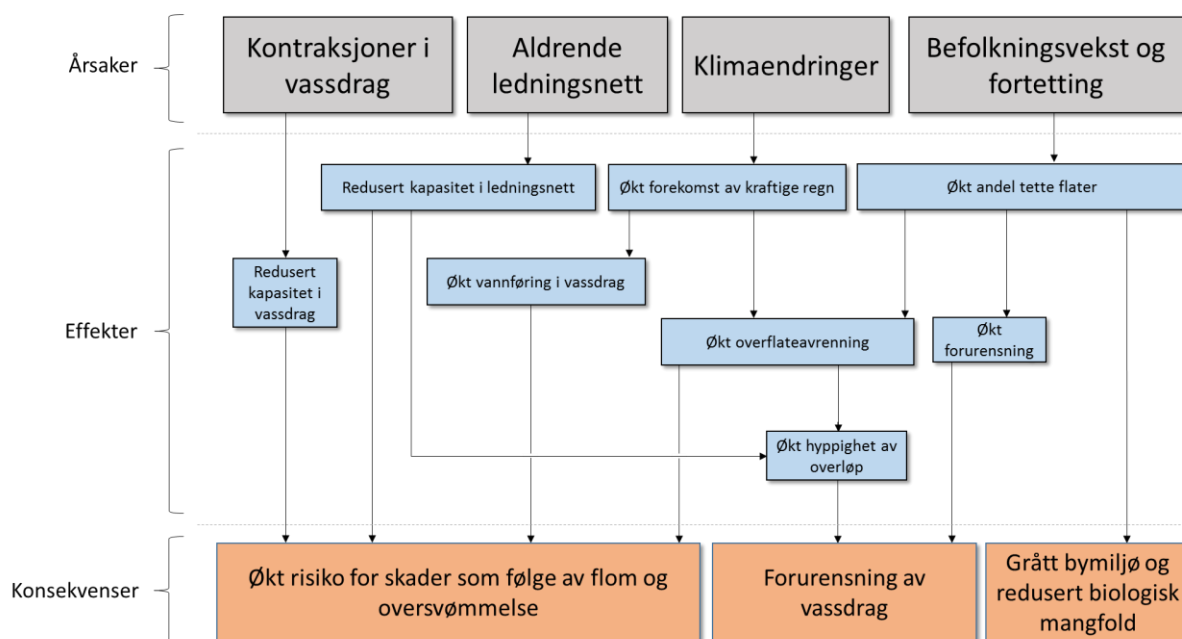 Årsaker
Kontraksjoner i
vassdrag
Aldrende
ledningsnett
Klimaendringer
Befolkningsvekst og
fortetting
Effekter
Redusert kapasitet i ledningsnett
Økt forekomst av kraftige regn
Økt andel tette flater
Redusert
kapasitet i
vassdrag
Økt vannføring i vassdrag
Økt overflateavrenning
Økt
forurensning
Økt hyppighet av
overløp
Konsekvenser
Økt risiko for skader som følge av flom og
oversvømmelse
Forurensning av
vassdrag
Grått bymiljø og
redusert biologisk
mangfold